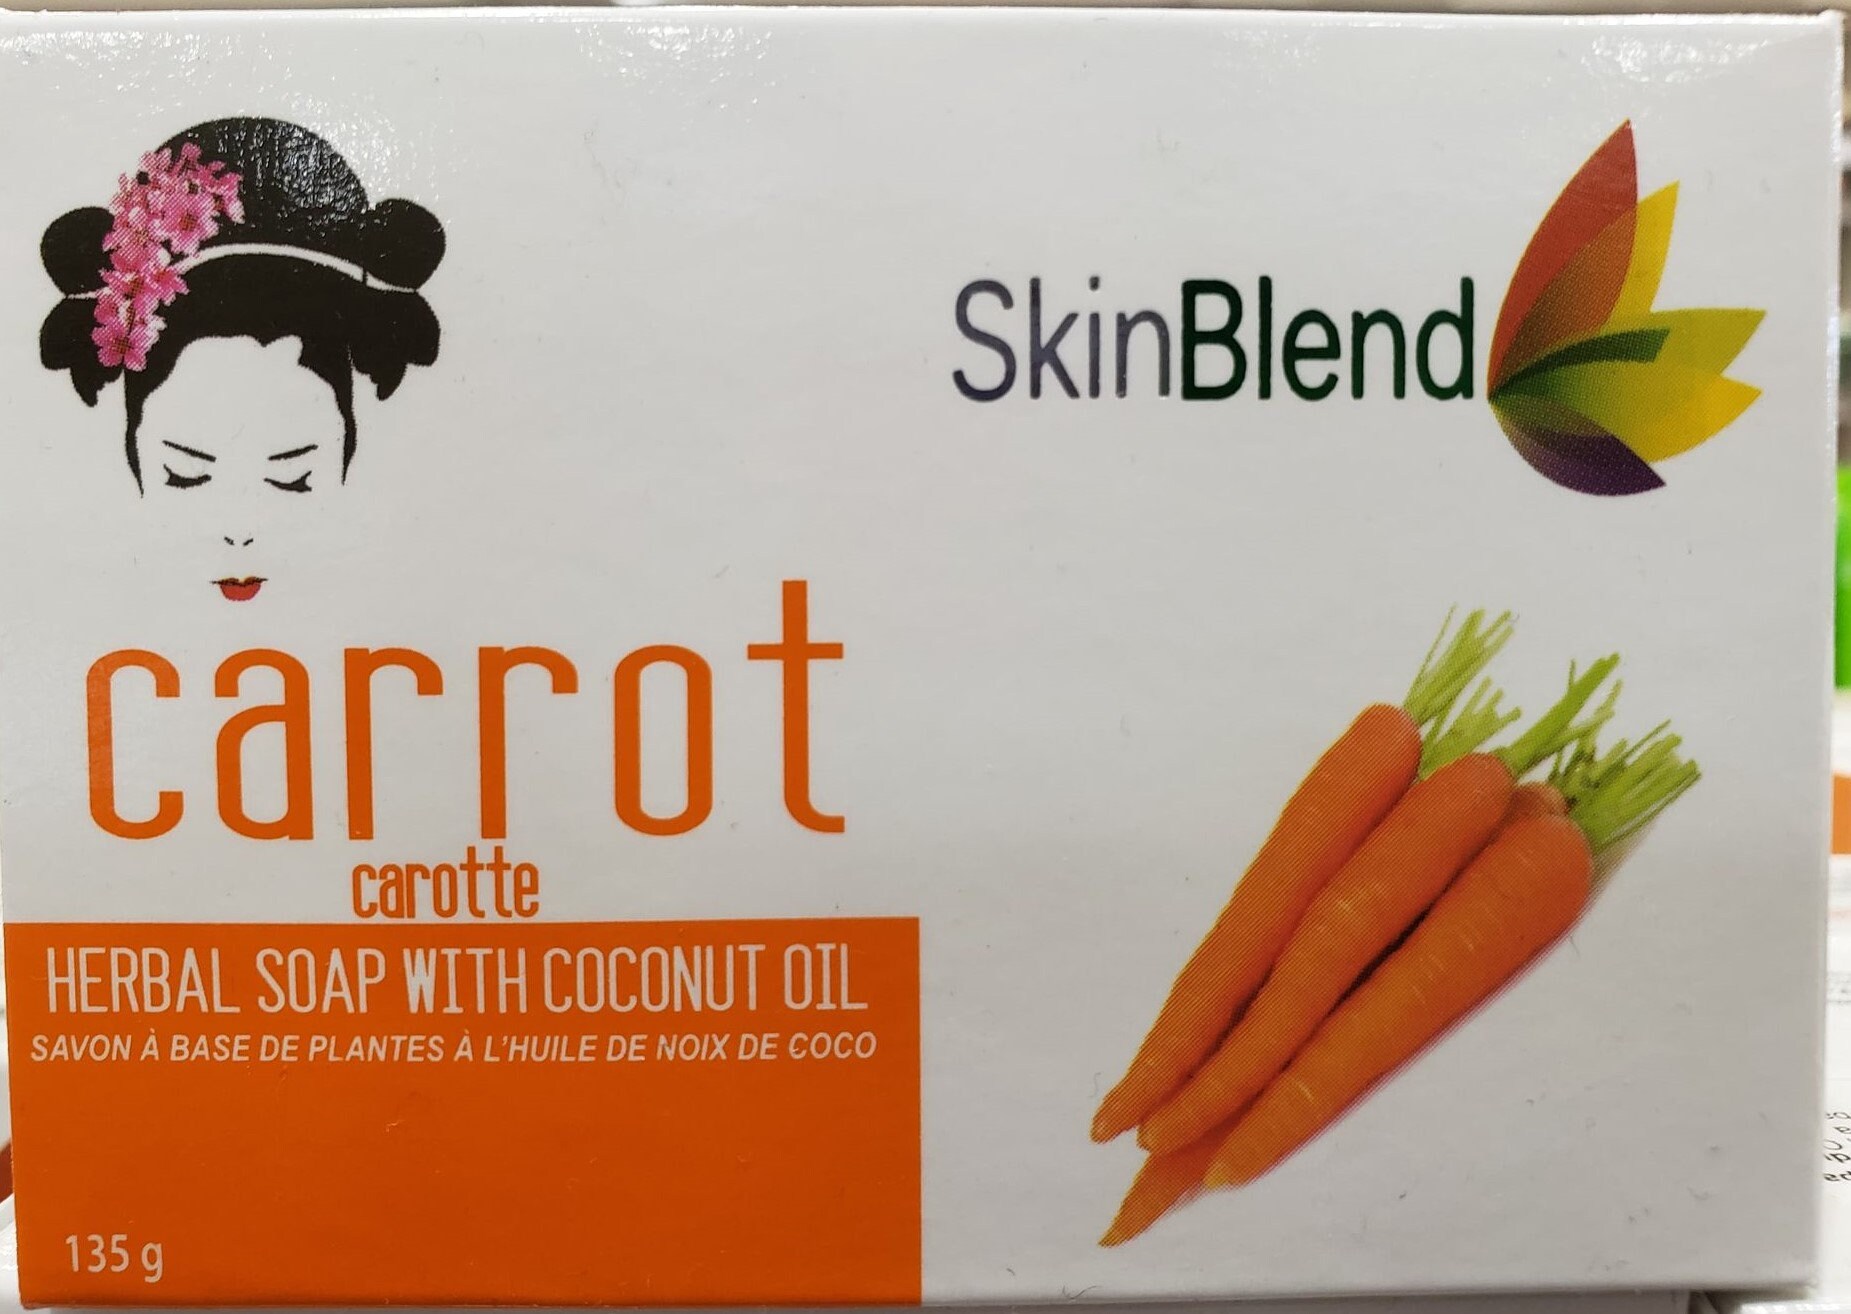 SkinBlend
carrot
carotte
HERBAL SOAP WITH COCONUT OIL
SAVON À BASE DE PLANTES À L'HUILE DE NOIX DE COCO
135 g